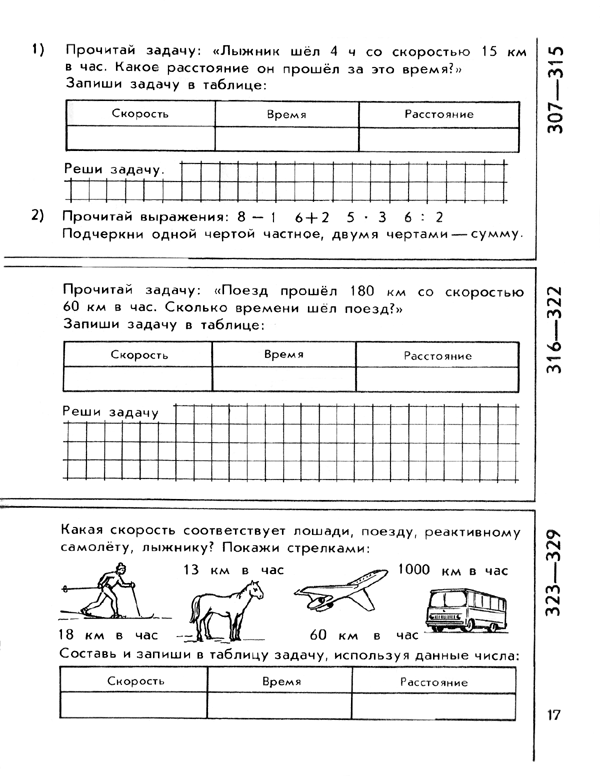 1) Прочитай задачу: «Лыжник шёл 4 ч со скоростью 15 км
в час. Какое расстояние он прошёл за это время?»
Запиши задачу в таблице:
Скорость Время Расстояние
Реши задачу.
2) Прочитай выражения: 8 — 1 6+2 5 · 3 6 : 2
Подчеркни одной чертой частное, двумя чертами — сумму.
307—315
Прочитай задачу: «Поезд прошёл 180 км со скоростью
60 км в час. Сколько времени шёл поезд?»
Запиши задачу в таблице:
Скорость Время Расстояние
Реши задачу
316—322
Какая скорость соответствует лошади, поезду, реактивному
самолёту, лыжнику? Покажи стрелками:
13 км в час 1000 км в час
18 км в час 60 км в час
Составь и запиши в таблицу задачу, используя данные числа:
Скорость Время Расстояние
323—329
17